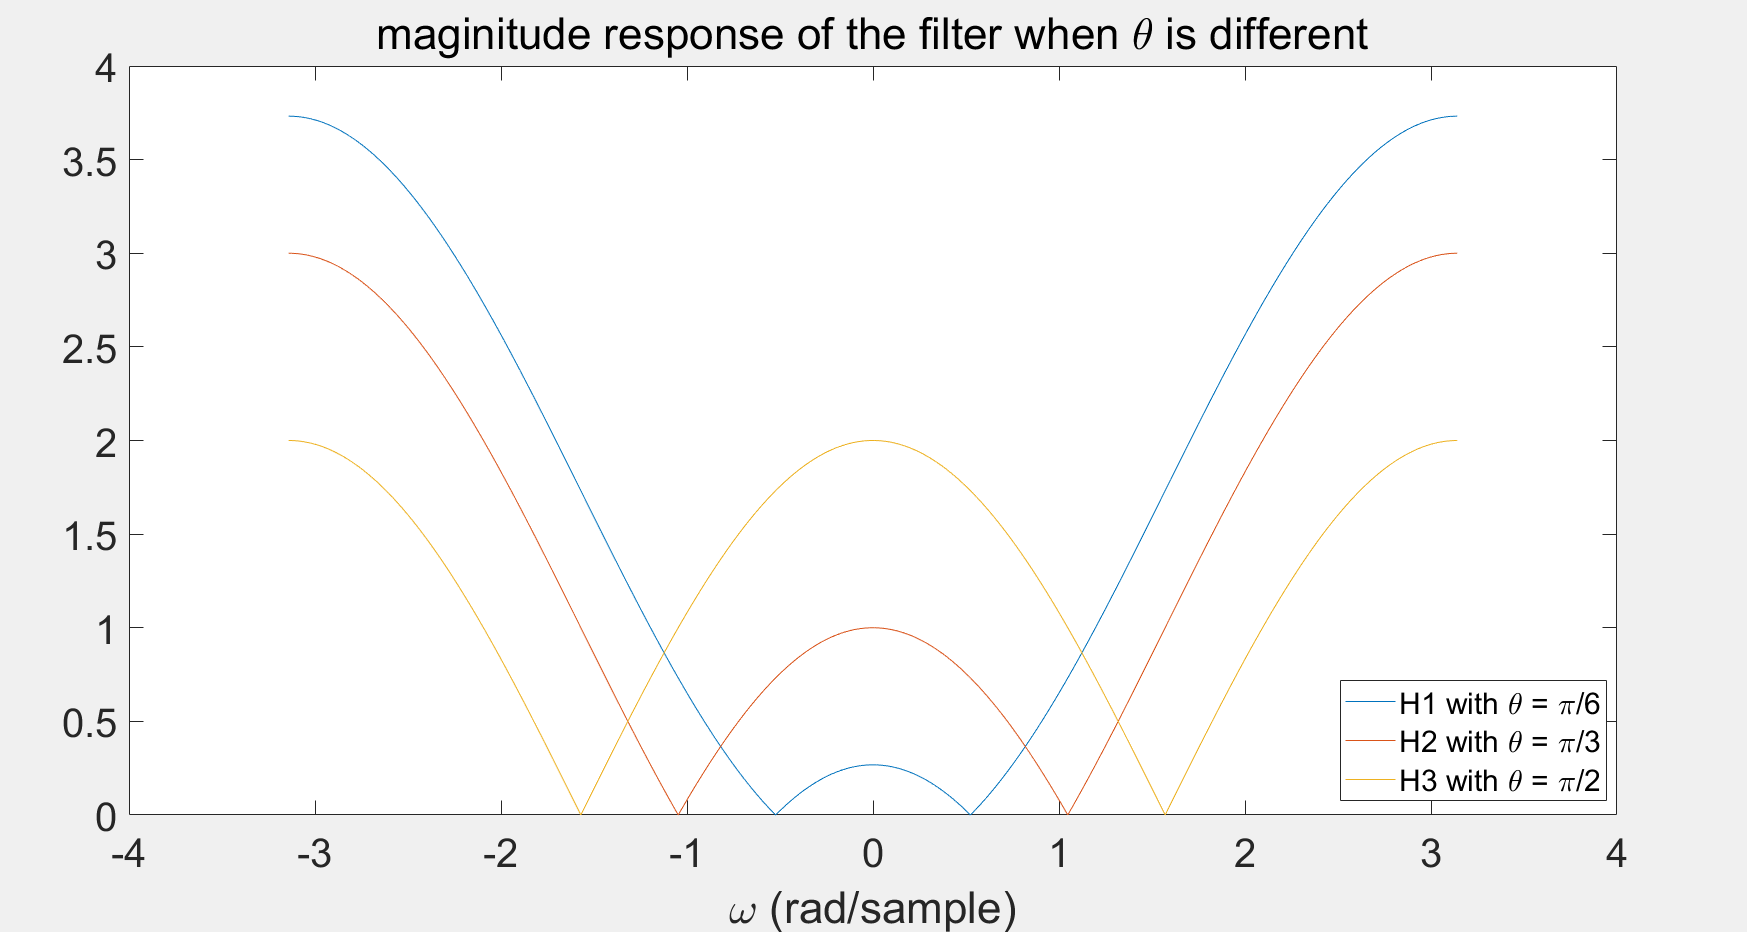 maginitude response of the filter when θ is different
4
3.5
3
2.5
2
1.5
1
0.5
0
-4 -3 -2 -1 0 1 2 3 4
ω (rad/sample)
H1 with θ = π/6
H2 with θ = π/3
H3 with θ = π/2